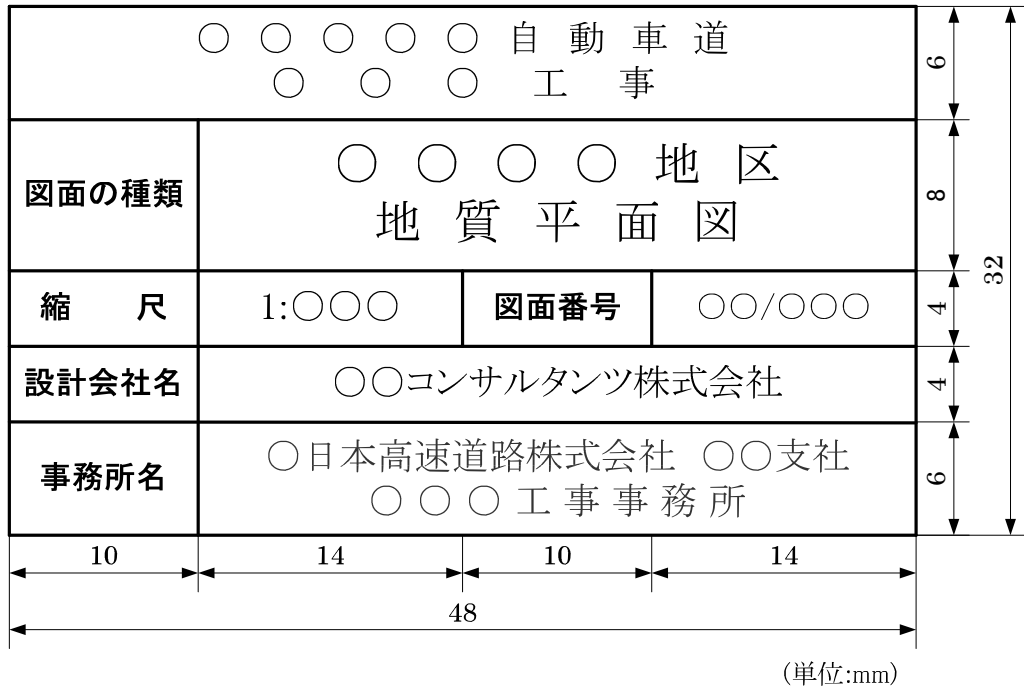 ○○○○○自動車道
○○○工事
6
図面の種類
○○○○地区
地質平面図
8
32
縮 尺
1:○○○
図面番号
○○/○○○
4
設計会社名
○○コンサルタンツ株式会社
4
事務所名
○日本高速道路株式会社 ○○支社
○○○工事事務所
6
10
14
10
14
48
(単位:mm)